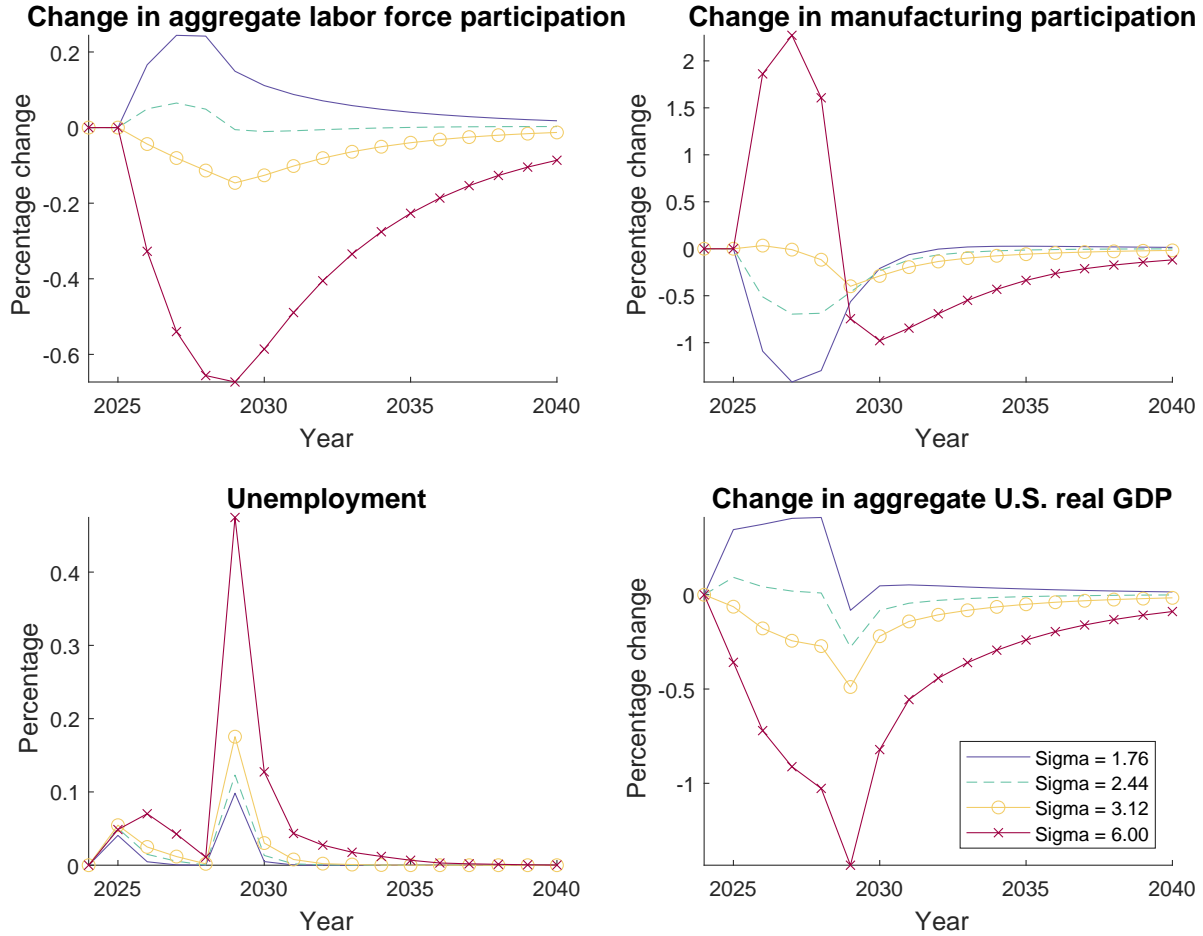 Change in aggregate labor force participation
Percentage change
0.2
0
-0.2
-0.4
-0.6
2025
2030
2035
2040
Year
Change in manufacturing participation
Percentage change
2
1.5
1
0.5
0
-0.5
-1
2025
2030
2035
2040
Year
Unemployment
Percentage
0.4
0.3
0.2
0.1
0
2025
2030
2035
2040
Year
Change in aggregate U.S. real GDP
Percentage change
0
-0.5
-1
2025
2030
2035
2040
Year
Sigma = 1.76
Sigma = 2.44
Sigma = 3.12
Sigma = 6.00